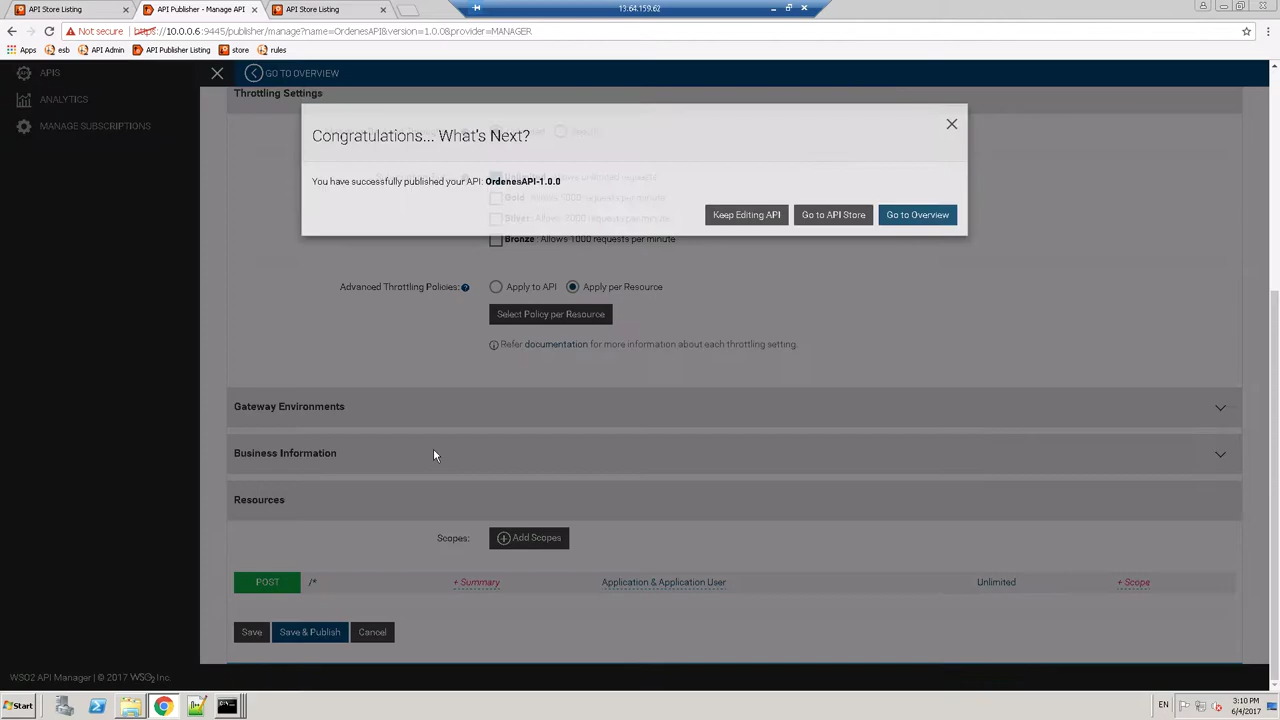 API Store Listing
API Publisher - Manage API
API Store Listing
13.64.159.62
Not secure
https://10.0.0.6:9445/publisher/manage?name=OrdenesAPI&version=1.0.0&provider=MANAGER
Apps esb API Admin API Publisher Listing store rules
APIS
GO TO OVERVIEW
ANALYTICS
Throttling Settings
MANAGE SUBSCRIPTIONS
Congratulations... What's Next?
You have successfully published your API: OrdenesAPI-1.0.0
Gold
Silver
Keep Editing API Go to API Store Go to Overview
Bronze : Allows 1000 requests per minute
Advanced Throttling Policies: Apply to API Apply per Resource
Select Policy per Resource
Refer documentation for more information about each throttling setting.
Gateway Environments
Business Information
Resources
Scopes: Add Scopes
POST /* + Summary Application & Application User Unlimited + Scope
Save Save & Publish Cancel
WSO2 API Manager | © 2017 WSO2 Inc.
Start
EN
3:10 PM
6/4/2017